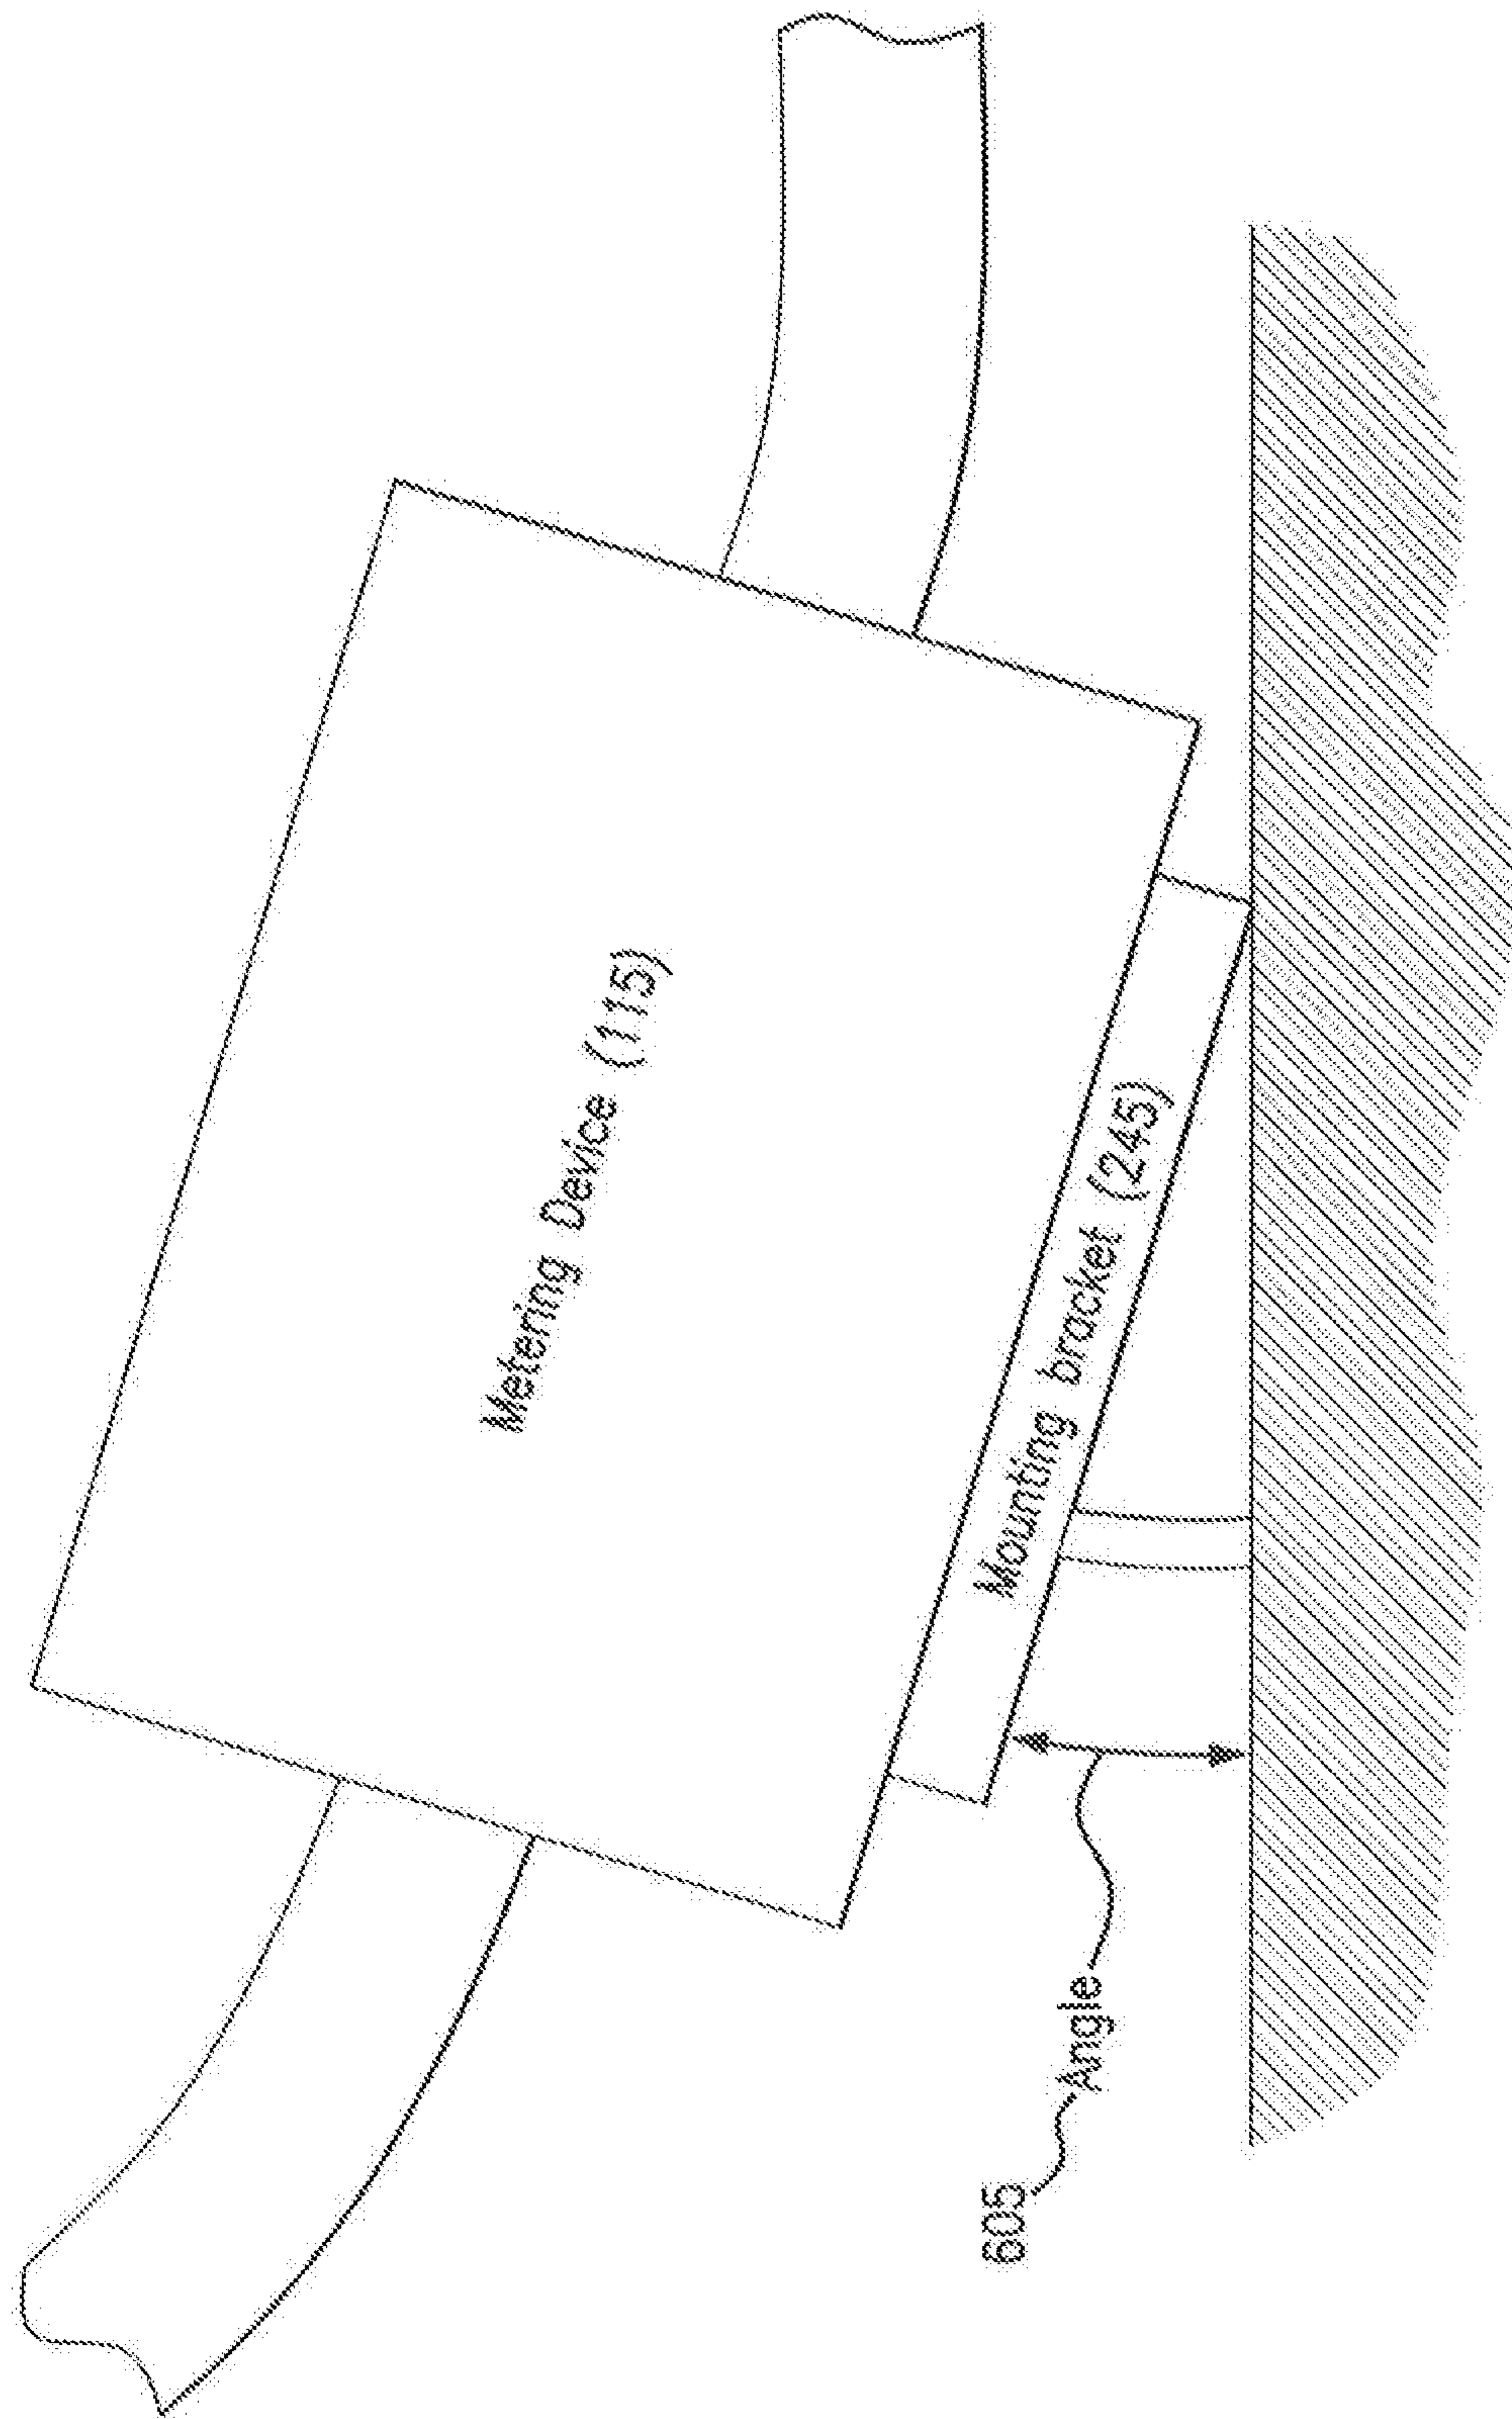 Metering Device (115)
Mounting bracket (245)
605
Angle